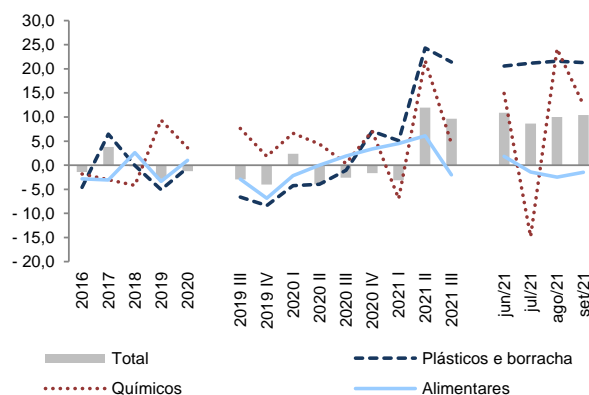 30,0
25,0
20,0
15,0
10,0
5,0
0,0
- 5,0
- 10,0
- 15,0
- 20,0
2016
2017
2018
2019
2020
2019 III
2019 IV
2020 I
2020 II
2020 III
2020 IV
2021 I
2021 II
2021 III
jun/21
jul/21
ago/21
set/21
Total
Plásticos e borracha
Químicos
Alimentares